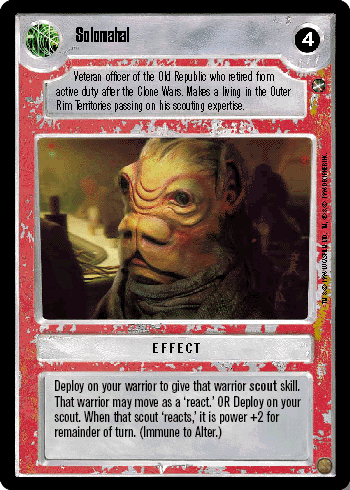 Solomahal
4
Veteran officer of the Old Republic who retired from
active duty after the Clone Wars. Makes a living in the Outer
Rim Territories passing on his scouting expertise.
EFFECT
Deploy on your warrior to give that warrior scout skill.
That warrior may move as a 'react,' OR Deploy on your
scout. When that scout 'reacts,' it is power +2 for
remainder of turn. (Immune to Alter.)